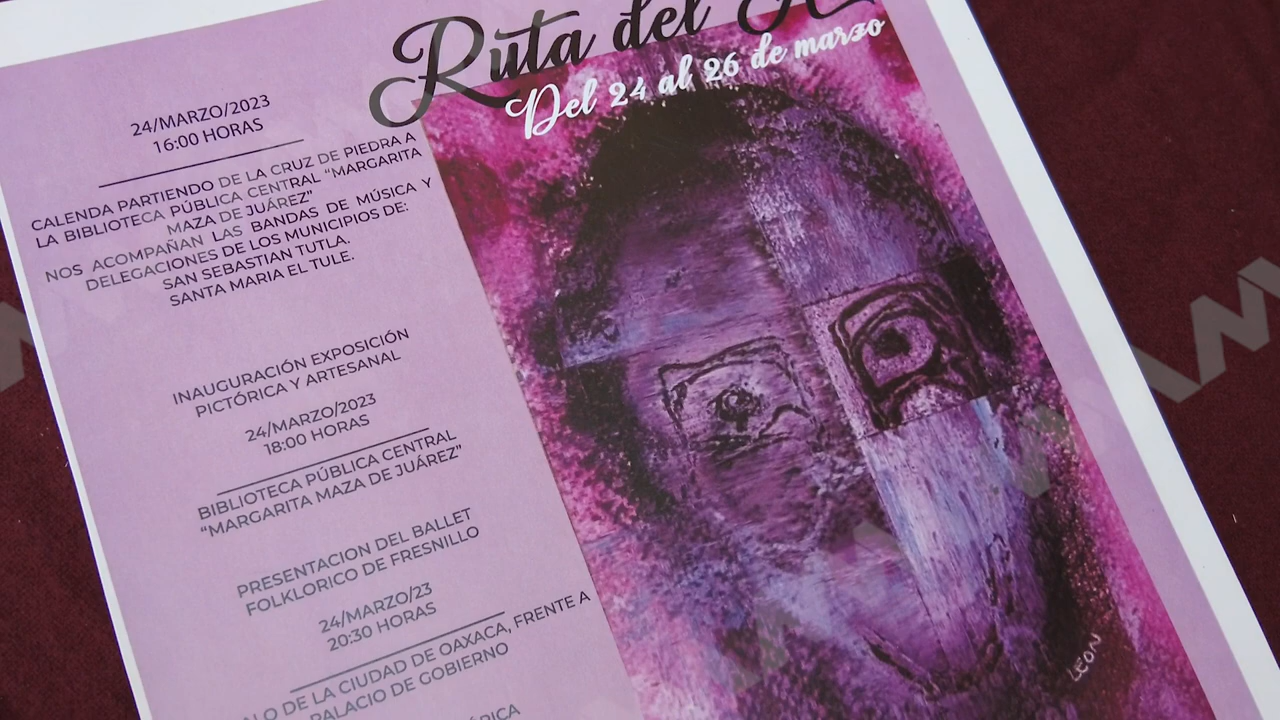 Ruta del
Del 24 al 26 de marzo
24/MARZO/2023
16:00 HORAS
CALENDA PARTIENDO DE LA CRUZ DE PIEDRA A
LA BIBLIOTECA PÚBLICA CENTRAL “MARGARITA
MAZA DE JUÁREZ”
NOS ACOMPAÑAN LAS BANDAS DE MÚSICA Y
DELEGACIONES DE LOS MUNICIPIOS DE:
SAN SEBASTIAN TUTLA.
SANTA MARIA EL TULE.
INAUGURACIÓN EXPOSICIÓN
PICTÓRICA Y ARTESANAL
24/MARZO/2023
18:00 HORAS
BIBLIOTECA PÚBLICA CENTRAL
“MARGARITA MAZA DE JUÁREZ”
PRESENTACION DEL BALLET
FOLKLORICO DE FRESNILLO
24/MARZO/23
20:30 HORAS
DE LA CIUDAD DE OAXACA, FRENTE A
PALACIO DE GOBIERNO
LEON